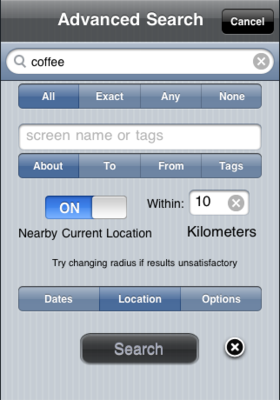 Advanced Search Cancel
coffee
All Exact Any None
screen name or tags
About To From Tags
ON Within: 10
Nearby Current Location Kilometers
Try changing radius if results unsatisfactory
Dates Location Options
Search